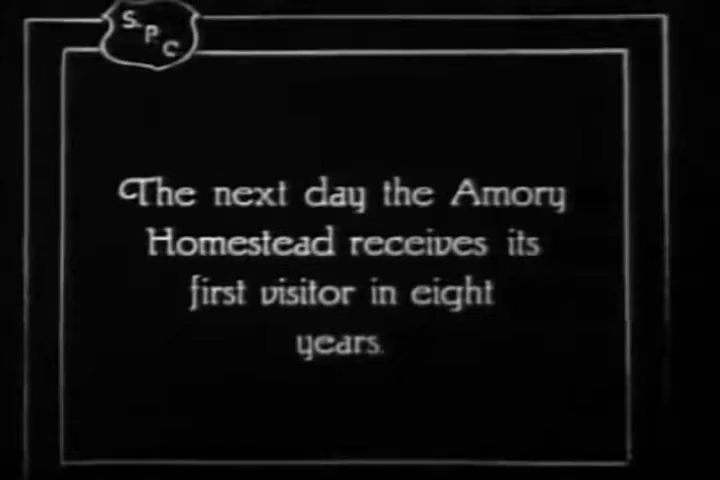 S.P.C
The next day the Amory
Homestead receives its
first visitor in eight
years.